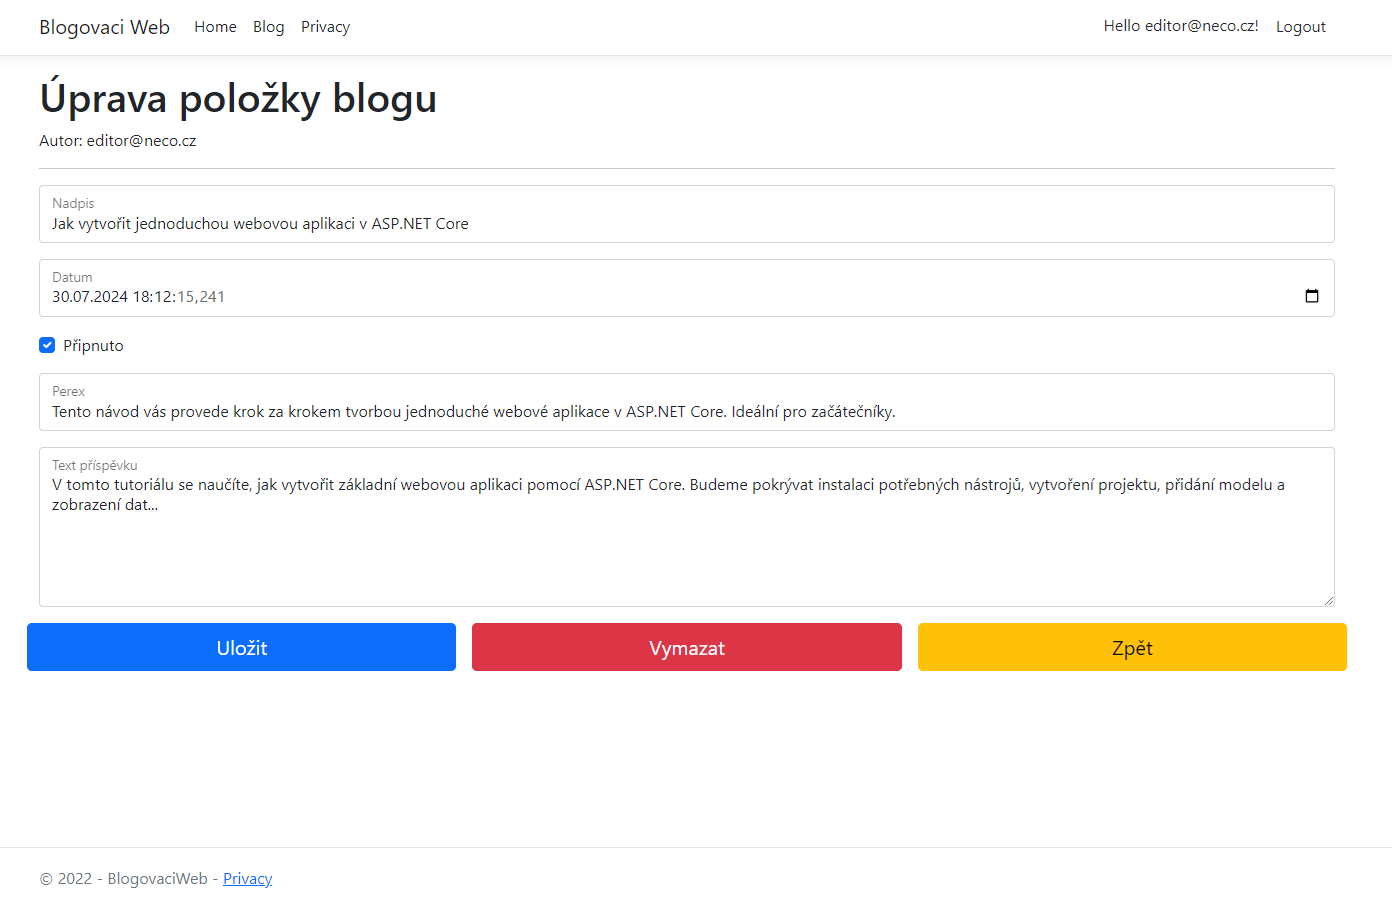 Blogovaci Web Home Blog Privacy Hello editor@neco.cz! Logout
Úprava položky blogu
Autor: editor@neco.cz
Nadpis
Jak vytvořit jednoduchou webovou aplikaci v ASP.NET Core
Datum
30.07.2024 18:12:15,241
Připnuto
Perex
Tento návod vás provede krok za krokem tvorbou jednoduché webové aplikace v ASP.NET Core. Ideální pro začátečníky.
Text příspěvku
V tomto tutoriálu se naučíte, jak vytvořit základní webovou aplikaci pomocí ASP.NET Core. Budeme pokrývat instalaci potřebných nástrojů, vytvoření projektu, přidání modelu a
zobrazení dat...
Uložit Vymazat Zpět
© 2022 - BlogovaciWeb - Privacy